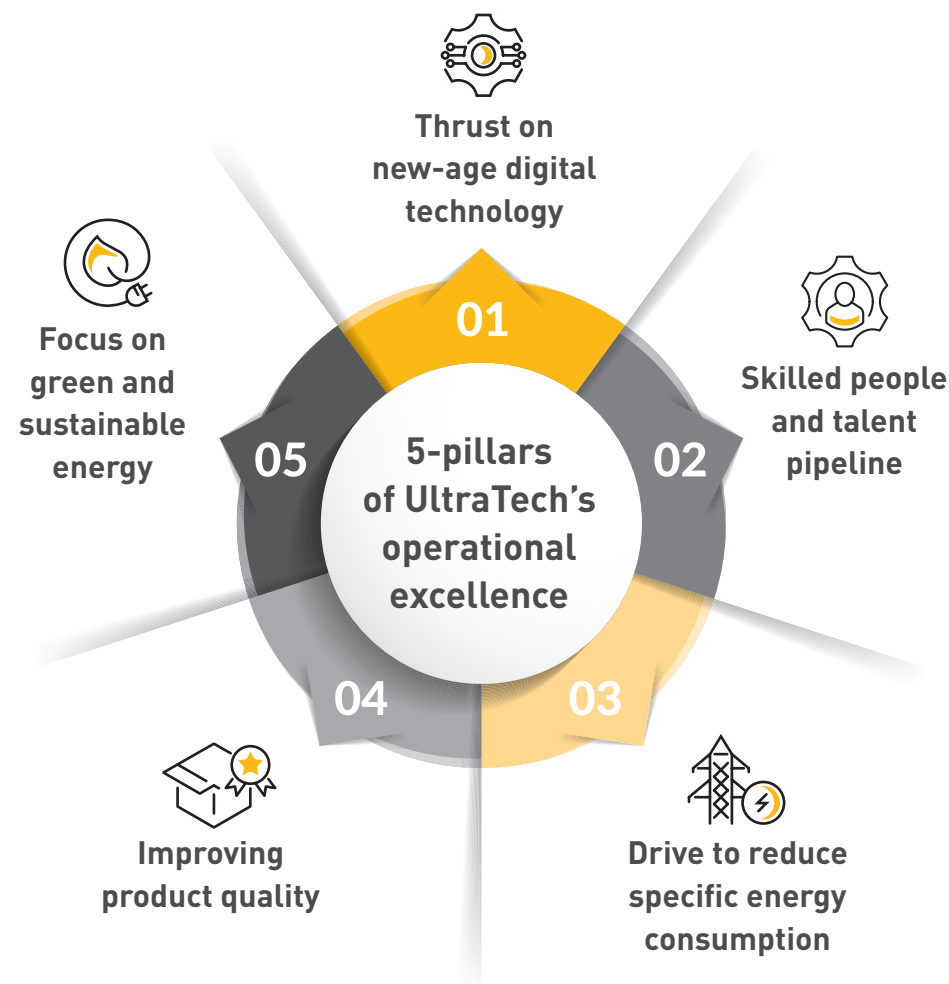 5-pillars
of UltraTech’s
operational
excellence
01
Thrust on
new-age digital
technology
02
Skilled people
and talent
pipeline
03
Drive to reduce
specific energy
consumption
04
Improving
product quality
05
Focus on
green and
sustainable
energy